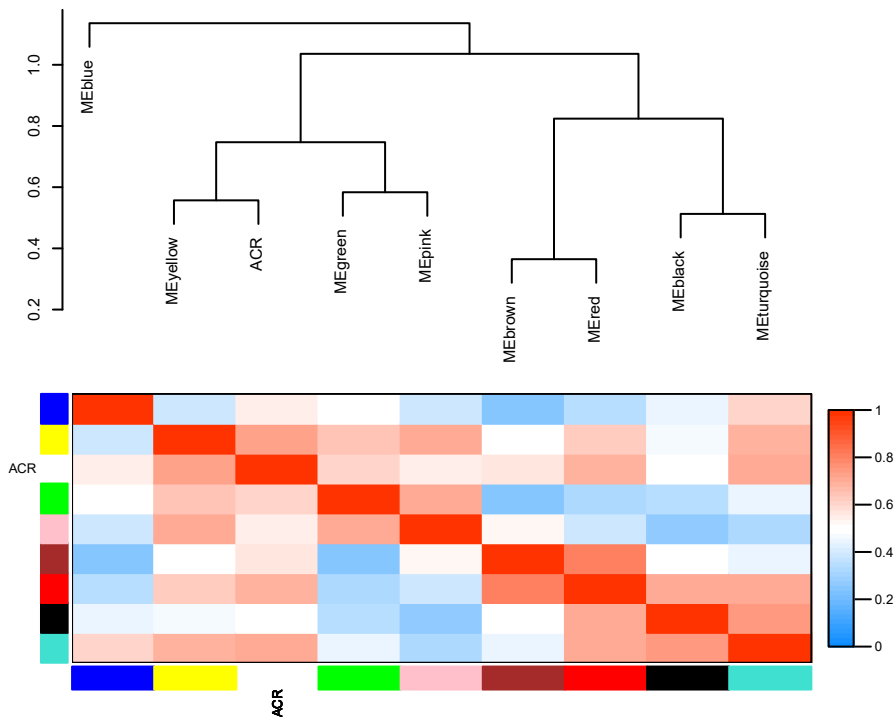 1.0
0.8
0.6
0.4
0.2
MEblue
MEyellow
ACR
MEgreen
MEpink
MEbrown
MEred
MEblack
MEturquoise
ACR
1
0.8
0.6
0.4
0.2
0
ACR